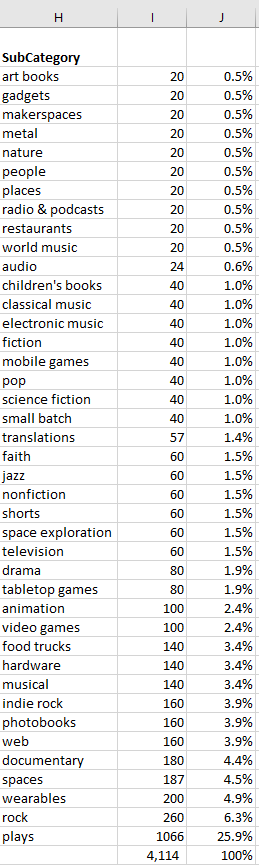 H I J
SubCategory
art books 20 0.5%
gadgets 20 0.5%
makerspaces 20 0.5%
metal 20 0.5%
nature 20 0.5%
people 20 0.5%
places 20 0.5%
radio & podcasts 20 0.5%
restaurants 20 0.5%
world music 20 0.5%
audio 24 0.6%
children's books 40 1.0%
classical music 40 1.0%
electronic music 40 1.0%
fiction 40 1.0%
mobile games 40 1.0%
pop 40 1.0%
science fiction 40 1.0%
small batch 40 1.0%
translations 57 1.4%
faith 60 1.5%
jazz 60 1.5%
nonfiction 60 1.5%
shorts 60 1.5%
space exploration 60 1.5%
television 60 1.5%
drama 80 1.9%
tabletop games 80 1.9%
animation 100 2.4%
video games 100 2.4%
food trucks 140 3.4%
hardware 140 3.4%
musical 140 3.4%
indie rock 160 3.9%
photobooks 160 3.9%
web 160 3.9%
documentary 180 4.4%
spaces 187 4.5%
wearables 200 4.9%
rock 260 6.3%
plays 1066 25.9%
4,114 100%